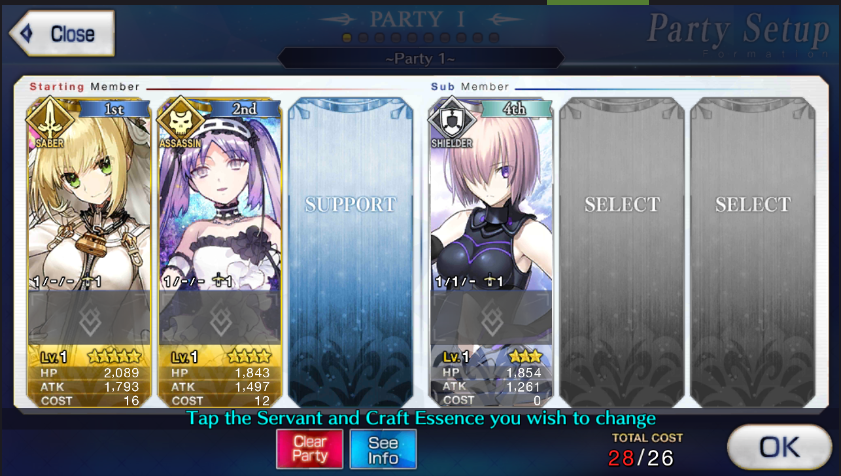 Close
PARTY 1
Party Setup
Formation
~Party 1~
Starting Member
Sub Member
1st
2nd
4th
SABER
ASSASSIN
SHIELDER
SUPPORT
SELECT
SELECT
1/-/- 1
1/-/- 1
1/1/- 1
Lv.1
HP 2,089
ATK 1,793
COST 16
Lv.1
HP 1,843
ATK 1,497
COST 12
Lv.1
HP 1,854
ATK 1,261
COST 0
Tap the Servant and Craft Essence you wish to change
Clear Party
See Info
TOTAL COST
28/26
OK